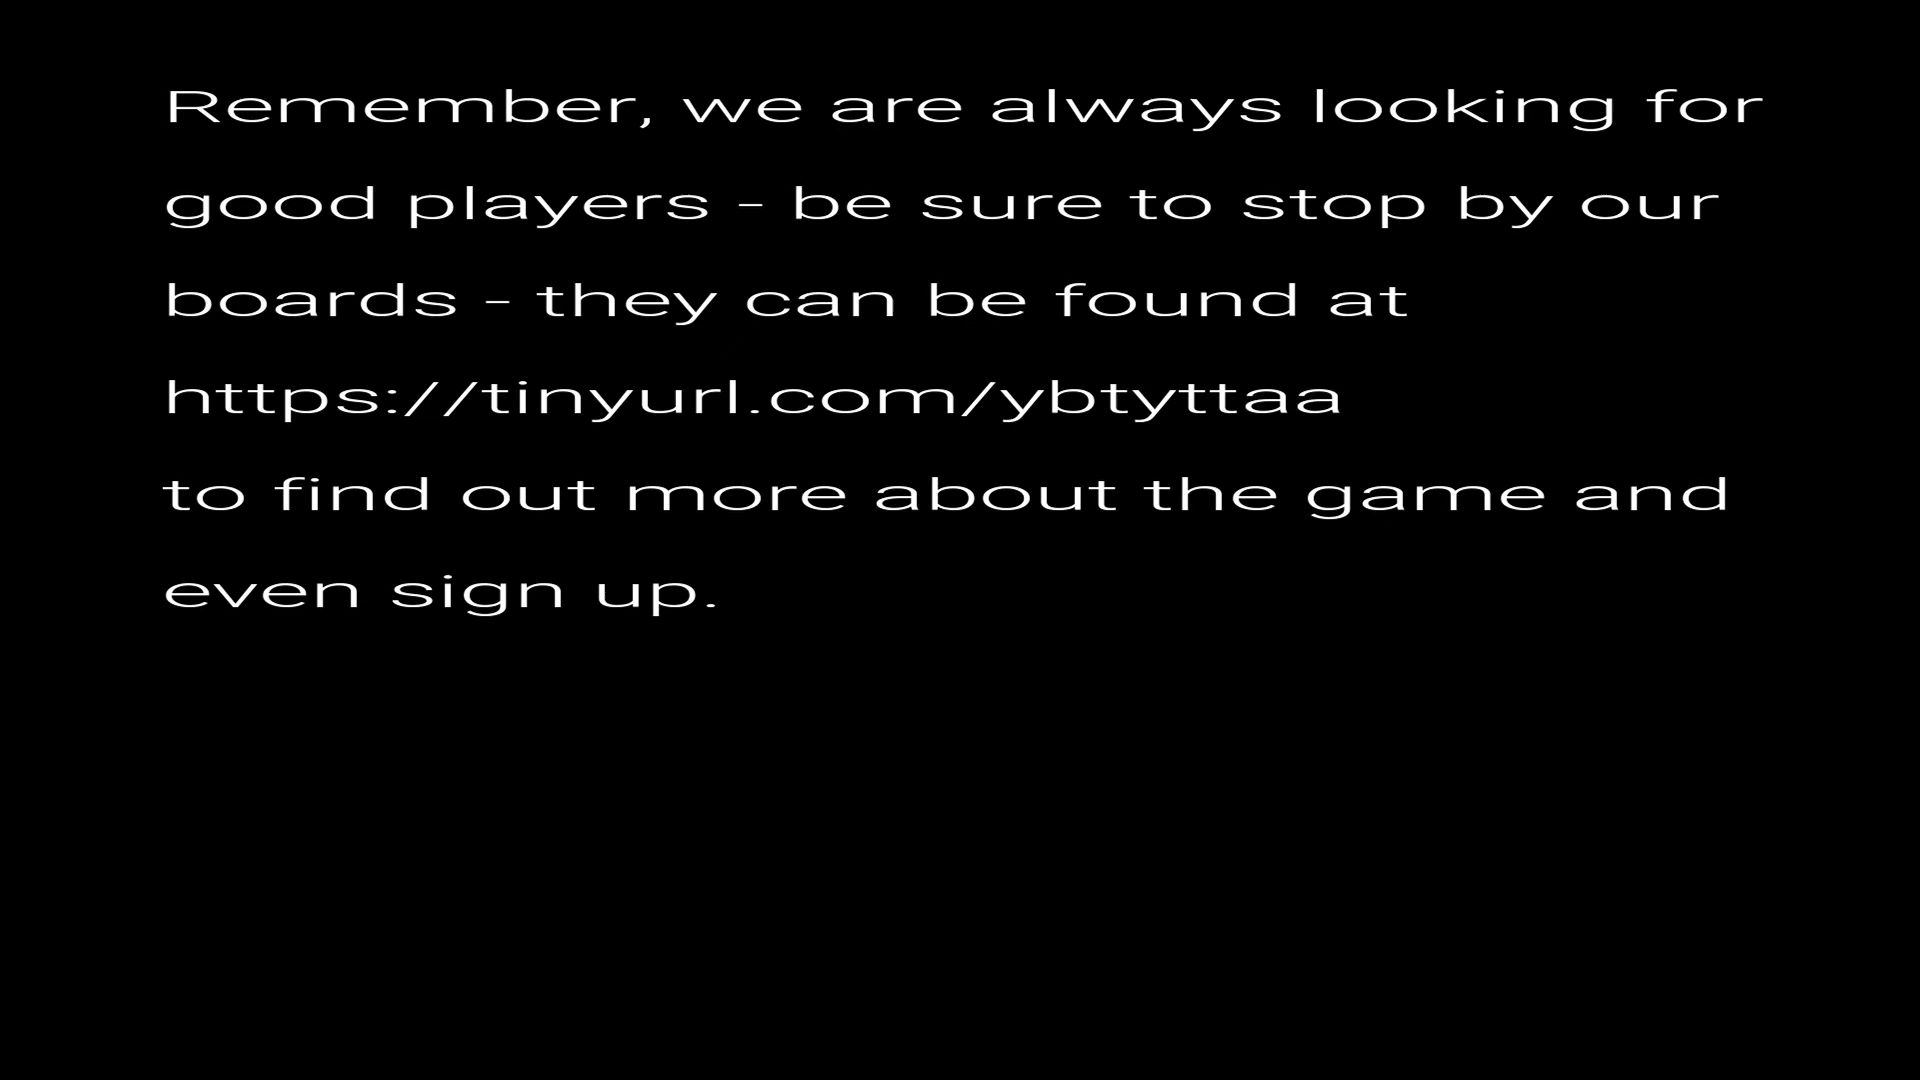 Remember, we are always looking for
good players - be sure to stop by our
boards - they can be found at
https://tinyurl.com/ybtyttaa
to find out more about the game and
even sign up.